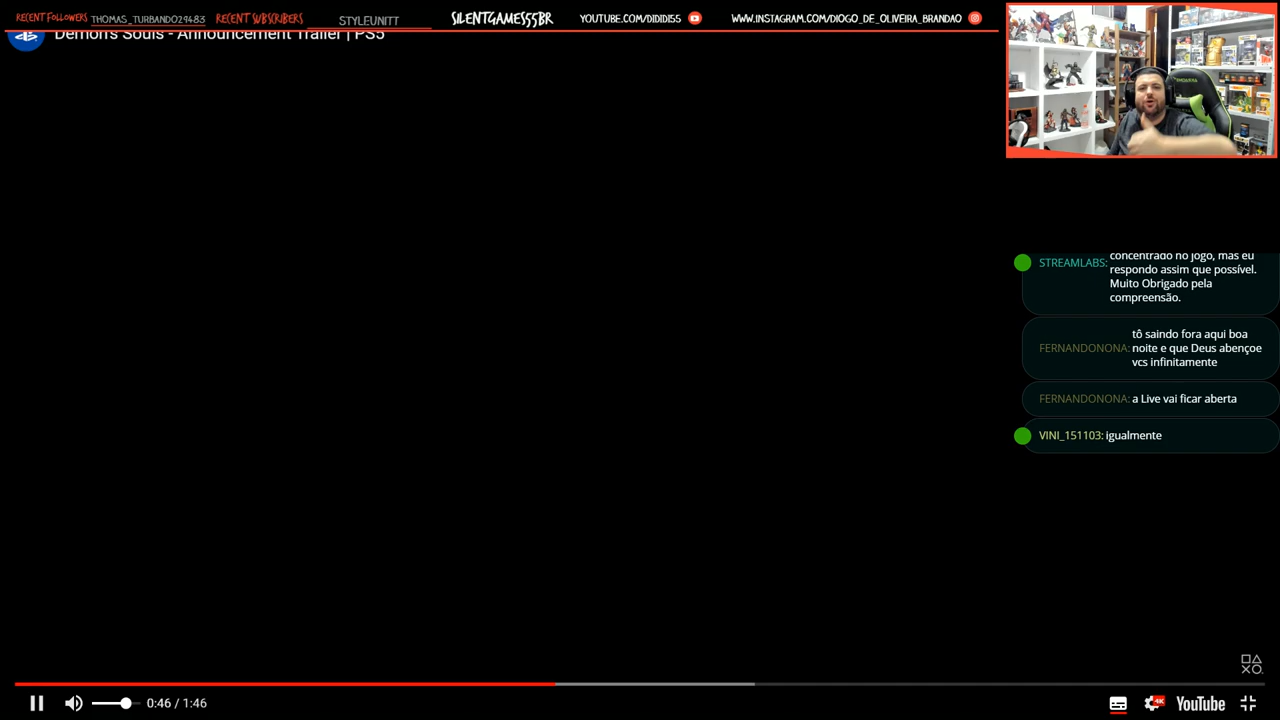 RECENT FOLLOWERS THOMAS_TURBANDO29483 RECENT SUBSCRIBERS STYLEUNITT SILENTGAMES55BR YOUTUBE.COM/DIDIDI55 WWW.INSTAGRAM.COM/DIOGO_DE_OLIVEIRA_BRANDAO
Demon's Souls - Announcement Trailer | PS5
STREAMLABS: concentrado no jogo, mas eu
respondo assim que possível.
Muito Obrigado pela
compreensão.
FERNANDONONA: tô saindo fora aqui boa
noite e que Deus abençoe
vcs infinitamente
FERNANDONONA: a Live vai ficar aberta
VINI_151103: igualmente
0:46 / 1:46
4K
YouTube